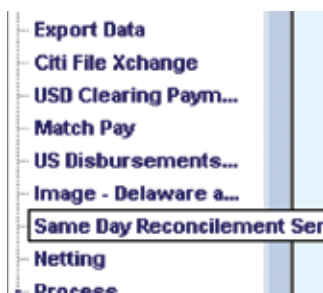 Export Data
Citi File Xchange
USD Clearing Paym...
Match Pay
US Disbursements...
Image - Delaware a...
Same Day Reconcilement Ser
Netting
Process